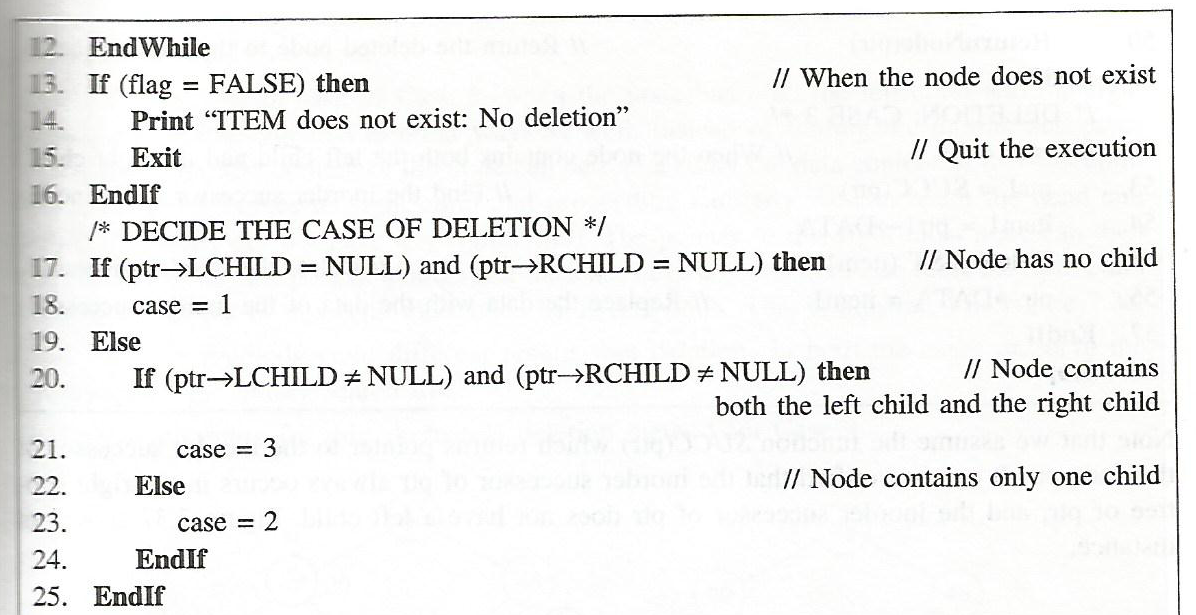 12. EndWhile
13. If (flag = FALSE) then // When the node does not exist
14. Print “ITEM does not exist: No deletion”
15. Exit // Quit the execution
16. EndIf
/* DECIDE THE CASE OF DELETION */
17. If (ptr→LCHILD = NULL) and (ptr→RCHILD = NULL) then // Node has no child
18. case = 1
19. Else
20. If (ptr→LCHILD ≠ NULL) and (ptr→RCHILD ≠ NULL) then // Node contains
both the left child and the right child
21. case = 3
22. Else // Node contains only one child
23. case = 2
24. EndIf
25. EndIf